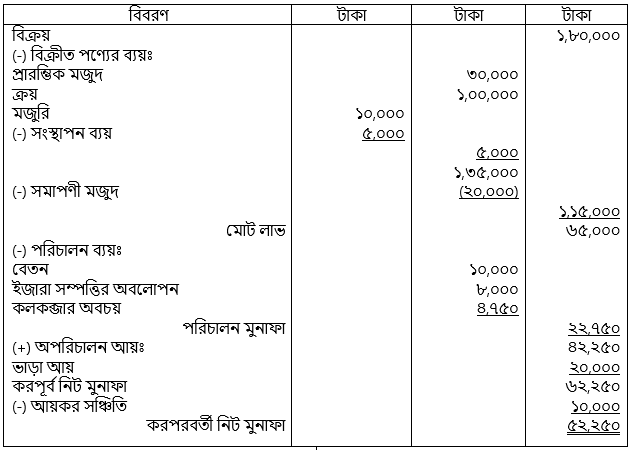 বিবরণ টাকা টাকা টাকা
বিক্রয় ১,৮০,০০০
(-) বিক্রীত পণ্যের ব্যয়ঃ
প্রারম্ভিক মজুদ ৩০,০০০
ক্রয় ১,০০,০০০
মজুরি ১০,০০০
(-) সংস্থাপন ব্যয় ৫,০০০
৫,০০০
১,৩৫,০০০
(-) সমাপণী মজুদ (২০,০০০)
১,১৫,০০০
মোট লাভ ৬৫,০০০
(-) পরিচালন ব্যয়ঃ
বেতন ১০,০০০
ইজারা সম্পত্তির অবলোপন ৮,০০০
কলকব্জার অবচয় ৪,৭৫০
পরিচালন মুনাফা ২২,৭৫০
(+) অপরিচালন আয়ঃ ৪২,২৫০
ভাড়া আয় ২০,০০০
করপূর্ব নিট মুনাফা ৬২,২৫০
(-) আয়কর সঞ্চিতি ১০,০০০
করপরবর্তী নিট মুনাফা ৫২,২৫০